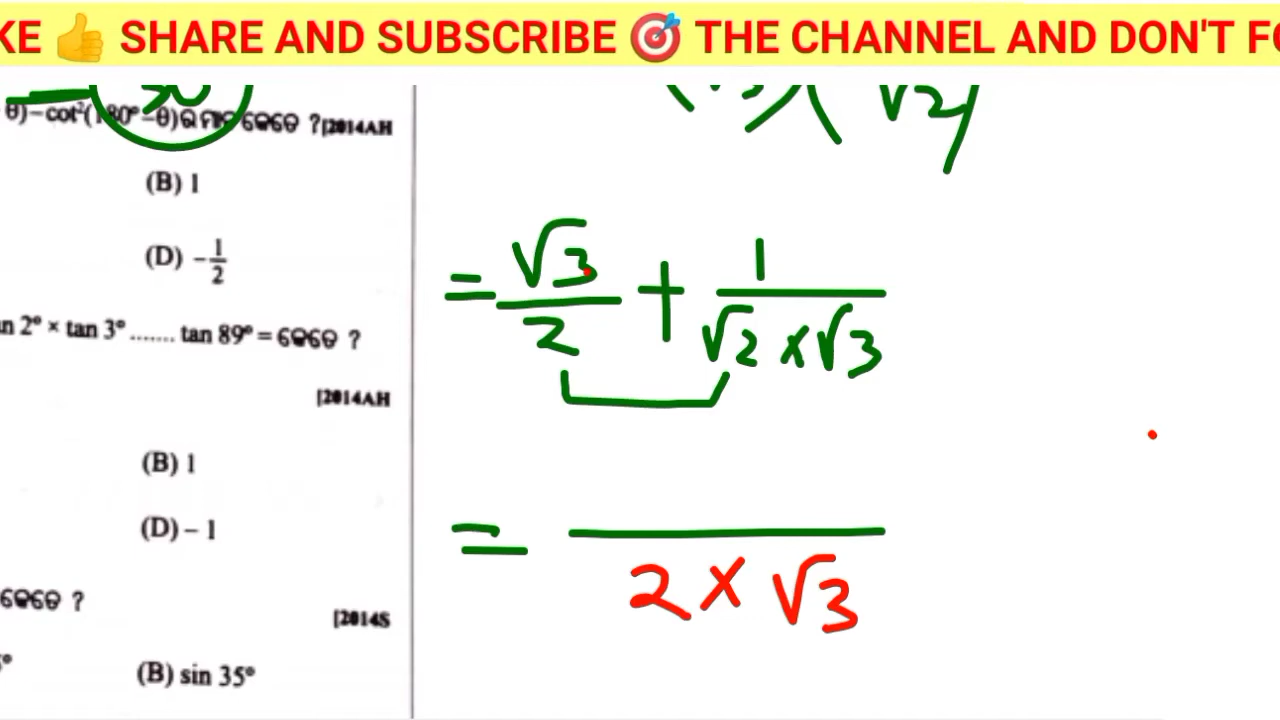 KE 👍 SHARE AND SUBSCRIBE 🎯 THE CHANNEL AND DON'T FO
θ)−cot²(180°−θ)ର ମାନ କେତେ ?[2014AH
(B) 1
(D) −1/2
n 2° × tan 3° ....... tan 89° = କେତେ ?
[2014AH
(B) 1
(D) − 1
କେତେ ?
[2014S
(B) sin 35°
= √3/2 + 1/(√2 × √3)
=
2 × √3